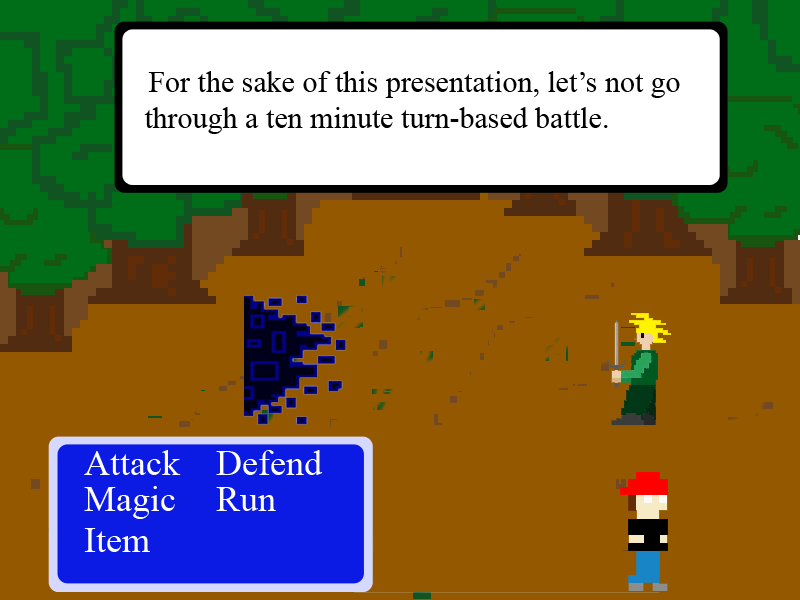 For the sake of this presentation, let’s not go
through a ten minute turn-based battle.
Attack Defend
Magic Run
Item